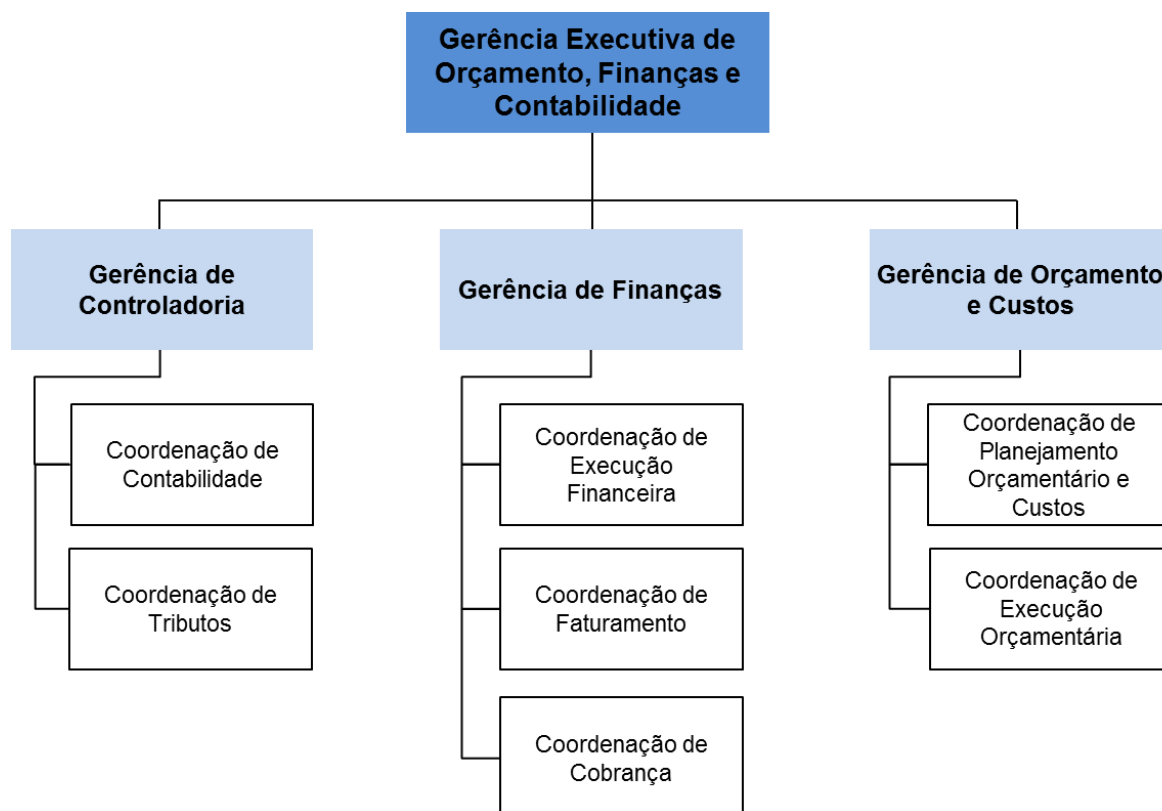 Gerência Executiva de
Orçamento, Finanças e
Contabilidade
Gerência de
Controladoria
Gerência de Finanças
Gerência de Orçamento
e Custos
Coordenação de
Contabilidade
Coordenação de
Tributos
Coordenação de
Execução
Financeira
Coordenação de
Faturamento
Coordenação de
Cobrança
Coordenação de
Planejamento
Orçamentário e
Custos
Coordenação de
Execução
Orçamentária